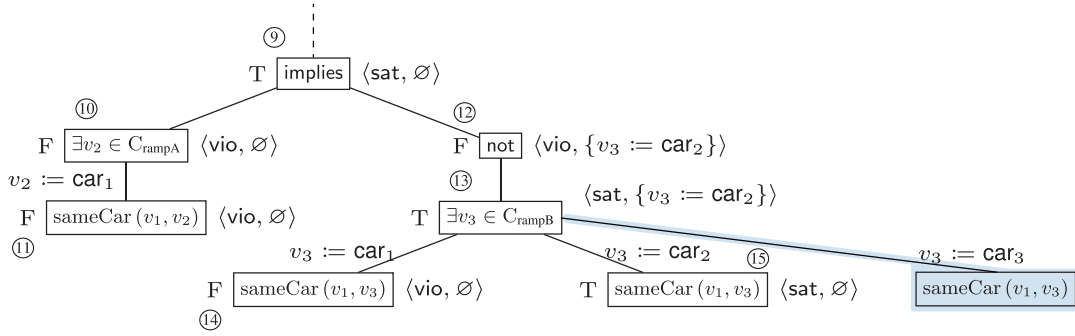 ⑨
T implies ⟨sat, ∅⟩
⑩ ⑫
F ∃v₂ ∈ C_rampA ⟨vio, ∅⟩ F not ⟨vio, {v₃ := car₂}⟩
v₂ := car₁ ⑬ ⟨sat, {v₃ := car₂}⟩
F sameCar (v₁, v₂) ⟨vio, ∅⟩ T ∃v₃ ∈ C_rampB
⑪ v₃ := car₁ v₃ := car₂ ⑮ v₃ := car₃
F sameCar (v₁, v₃) ⟨vio, ∅⟩ T sameCar (v₁, v₃) ⟨sat, ∅⟩ sameCar (v₁, v₃)
⑭